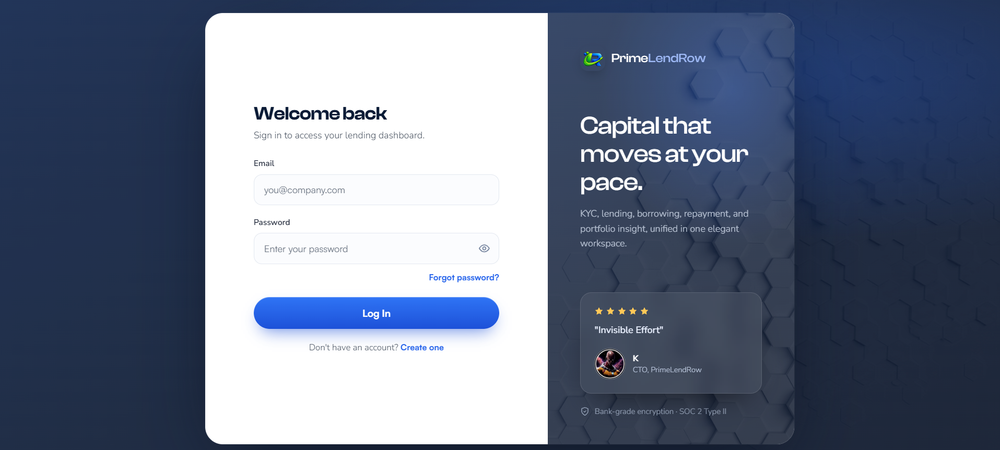 Welcome back
Sign in to access your lending dashboard.
Email
you@company.com
Password
Enter your password
Forgot password?
Log In
Don't have an account? Create one
PrimeLendRow
Capital that
moves at your
pace.
KYC, lending, borrowing, repayment, and
portfolio insight, unified in one elegant
workspace.
"Invisible Effort"
K
CTO, PrimeLendRow
Bank-grade encryption · SOC 2 Type II